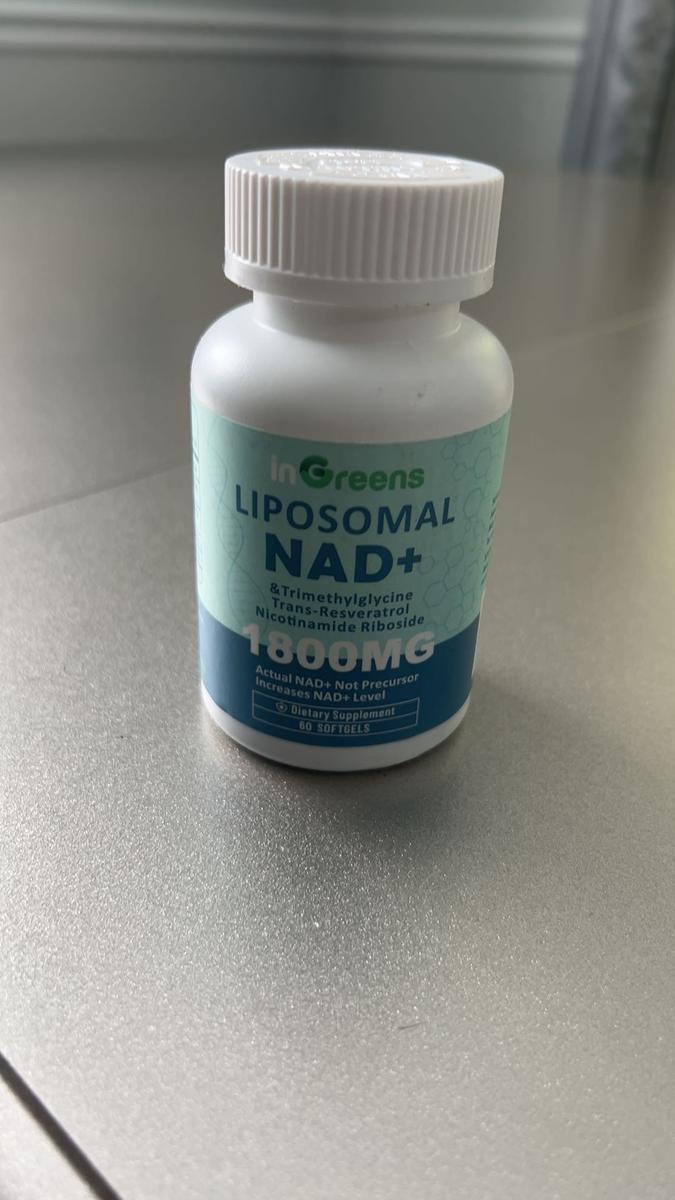 inGreens
LIPOSOMAL
NAD+
&Trimethylglycine
Trans-Resveratrol
Nicotinamide Riboside
1800MG
Actual NAD+ Not Precursor
Increases NAD+ Level
Dietary Supplement
60 SOFTGELS